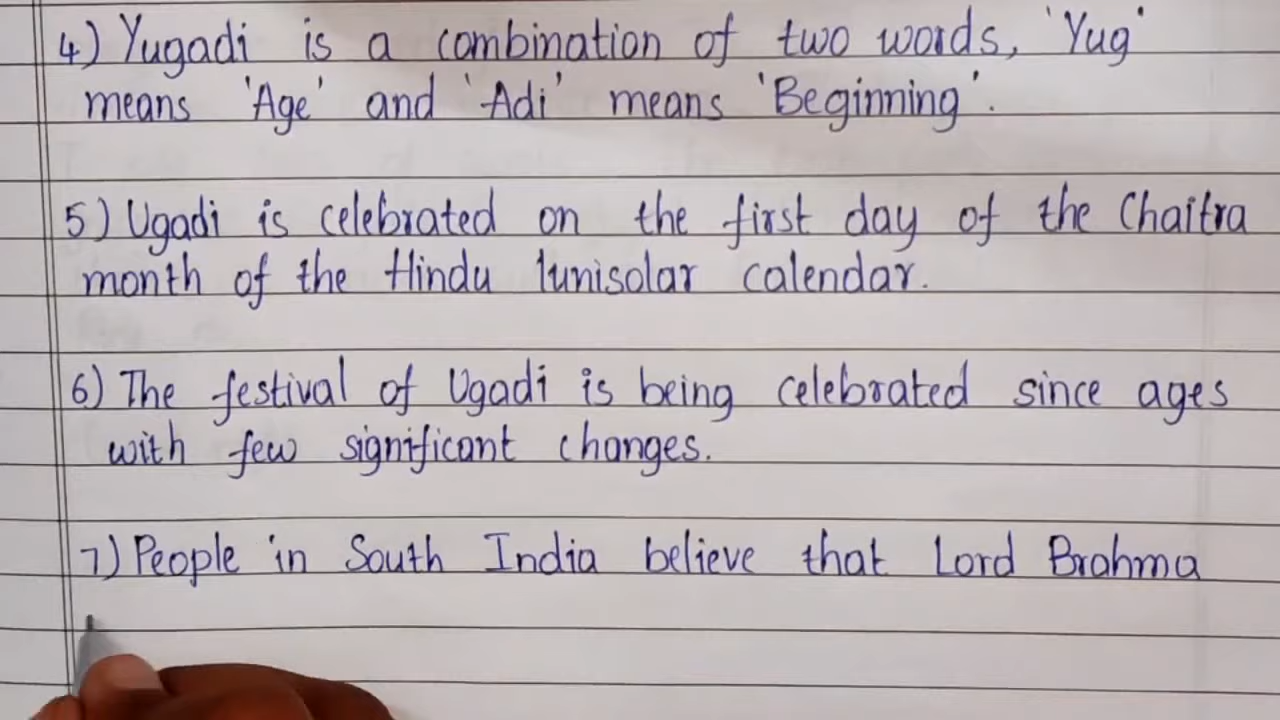 4) Yugadi is a combination of two words, 'Yug'
means 'Age' and 'Adi' means 'Beginning'.
5) Ugadi is celebrated on the first day of the Chaitra
month of the Hindu lunisolar calendar.
6) The festival of Ugadi is being celebrated since ages
with few significant changes.
7) People in South India believe that Lord Brahma